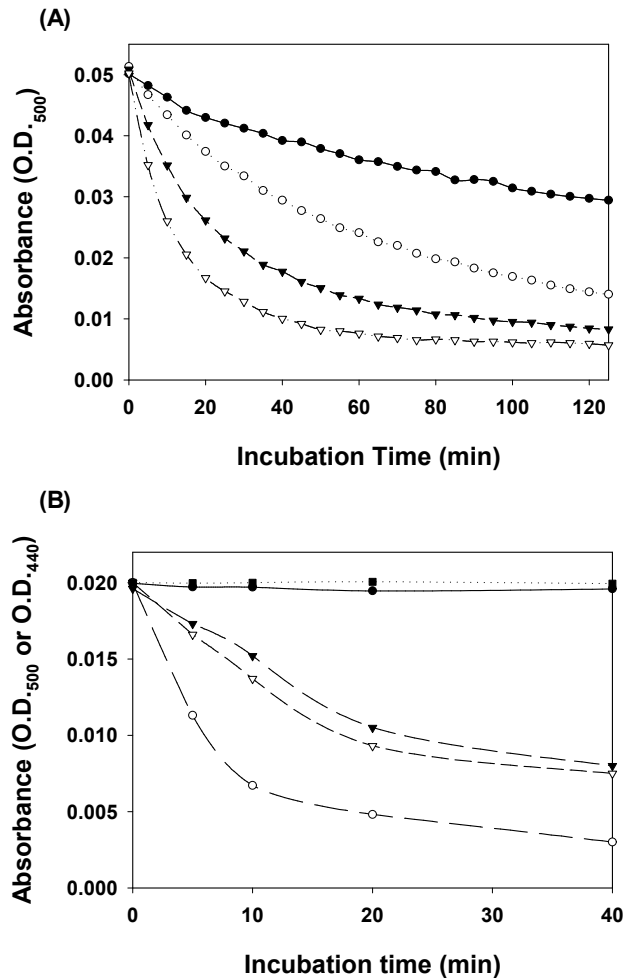 (A)
Absorbance (O.D.500)
0.05
0.04
0.03
0.02
0.01
0.00
0 20 40 60 80 100 120
Incubation Time (min)
(B)
Absorbance (O.D.500 or O.D.440)
0.020
0.015
0.010
0.005
0.000
0 10 20 30 40
Incubation time (min)